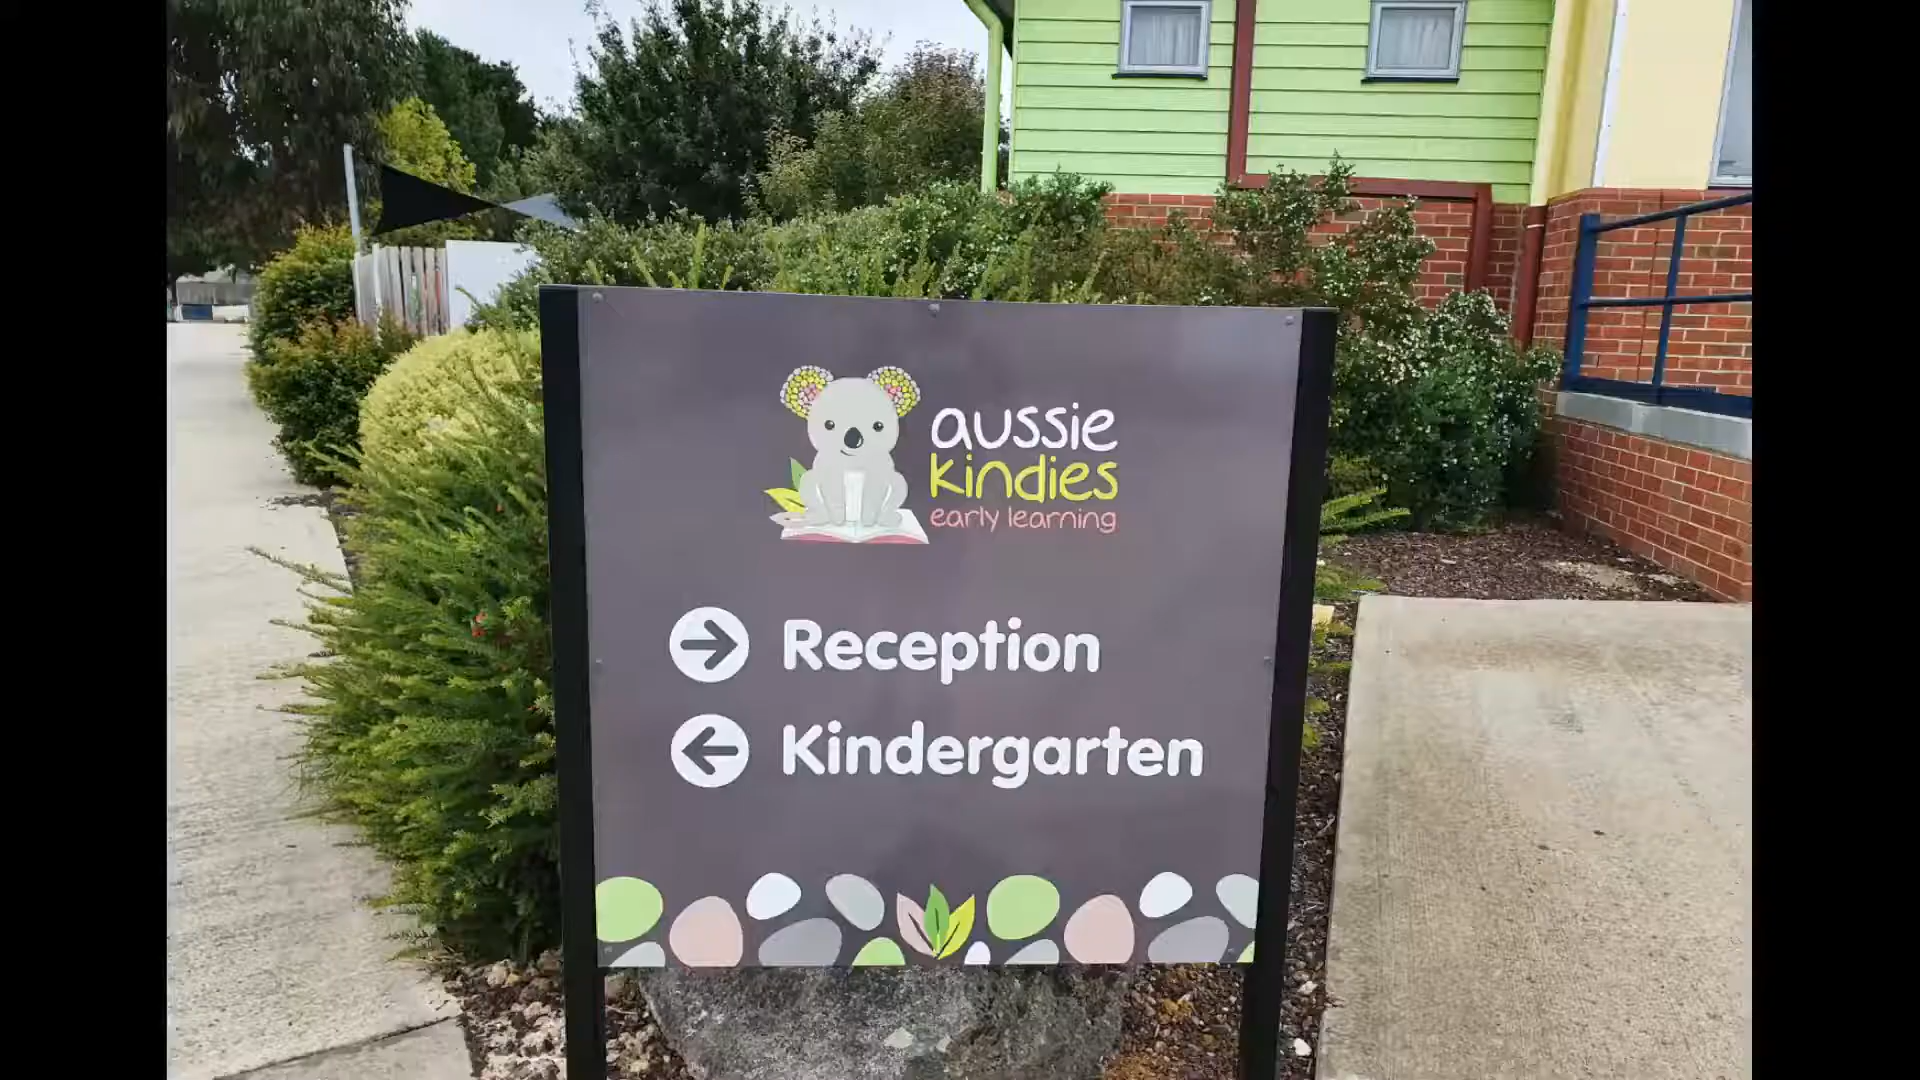 aussie
kindies
early learning
Reception
Kindergarten